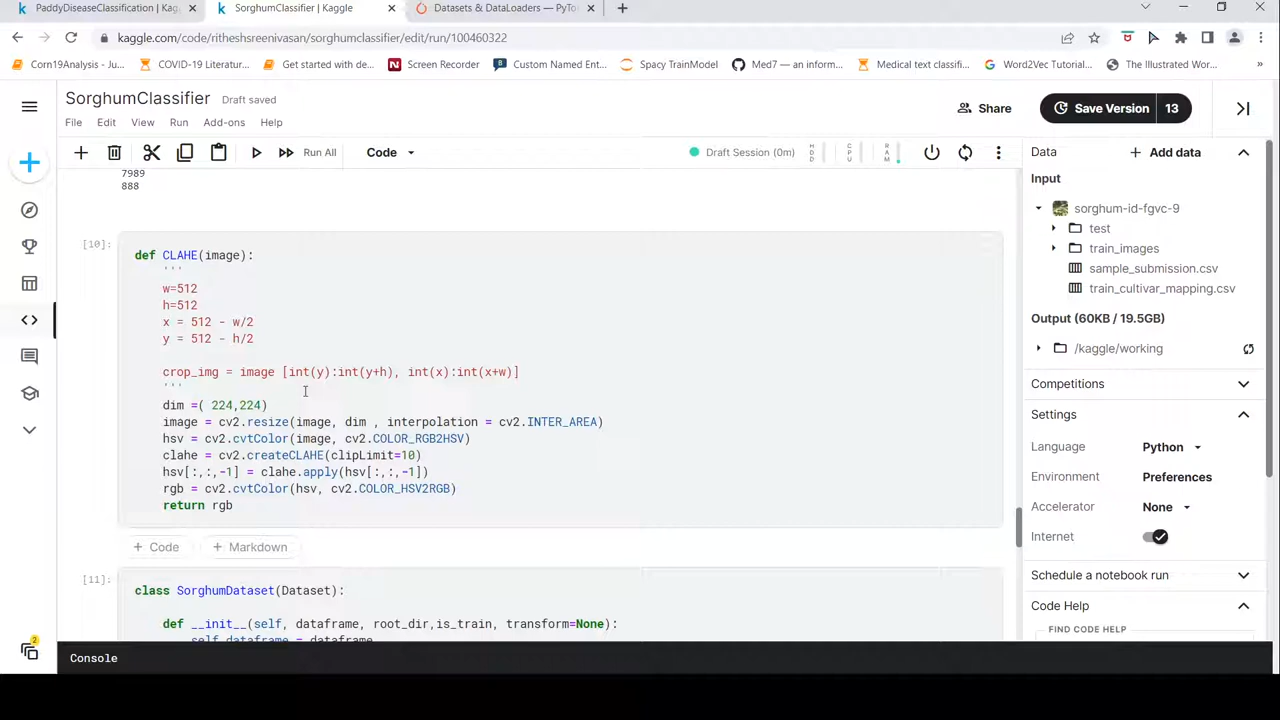 PaddyDiseaseClassification | Kag
SorghumClassifier | Kaggle
Datasets & DataLoaders — PyTo
kaggle.com/code/ritheshsreenivasan/sorghumclassifier/edit/run/100460322
Corn19Analysis - Ju...
COVID-19 Literatur...
Get started with de...
Screen Recorder
Custom Named Ent...
Spacy TrainModel
Med7 — an inform...
Medical text classifi...
Word2Vec Tutorial...
The Illustrated Wor...
»
SorghumClassifier Draft saved
File Edit View Run Add-ons Help
Share
Save Version 13
Run All
Code
Draft Session (0m)
HDD
CPU
RAM
7989
888
[10]:
def CLAHE(image):
'''
w=512
h=512
x = 512 - w/2
y = 512 - h/2
crop_img = image [int(y):int(y+h), int(x):int(x+w)]
'''
dim =( 224,224)
image = cv2.resize(image, dim , interpolation = cv2.INTER_AREA)
hsv = cv2.cvtColor(image, cv2.COLOR_RGB2HSV)
clahe = cv2.createCLAHE(clipLimit=10)
hsv[:,:,-1] = clahe.apply(hsv[:,:,-1])
rgb = cv2.cvtColor(hsv, cv2.COLOR_HSV2RGB)
return rgb
+ Code + Markdown
[11]:
class SorghumDataset(Dataset):
def __init__(self, dataframe, root_dir,is_train, transform=None):
self.dataframe = dataframe
Console
2
Data
+ Add data
Input
sorghum-id-fgvc-9
test
train_images
sample_submission.csv
train_cultivar_mapping.csv
Output (60KB / 19.5GB)
/kaggle/working
Competitions
Settings
Language Python
Environment Preferences
Accelerator None
Internet
Schedule a notebook run
Code Help
FIND CODE HELP